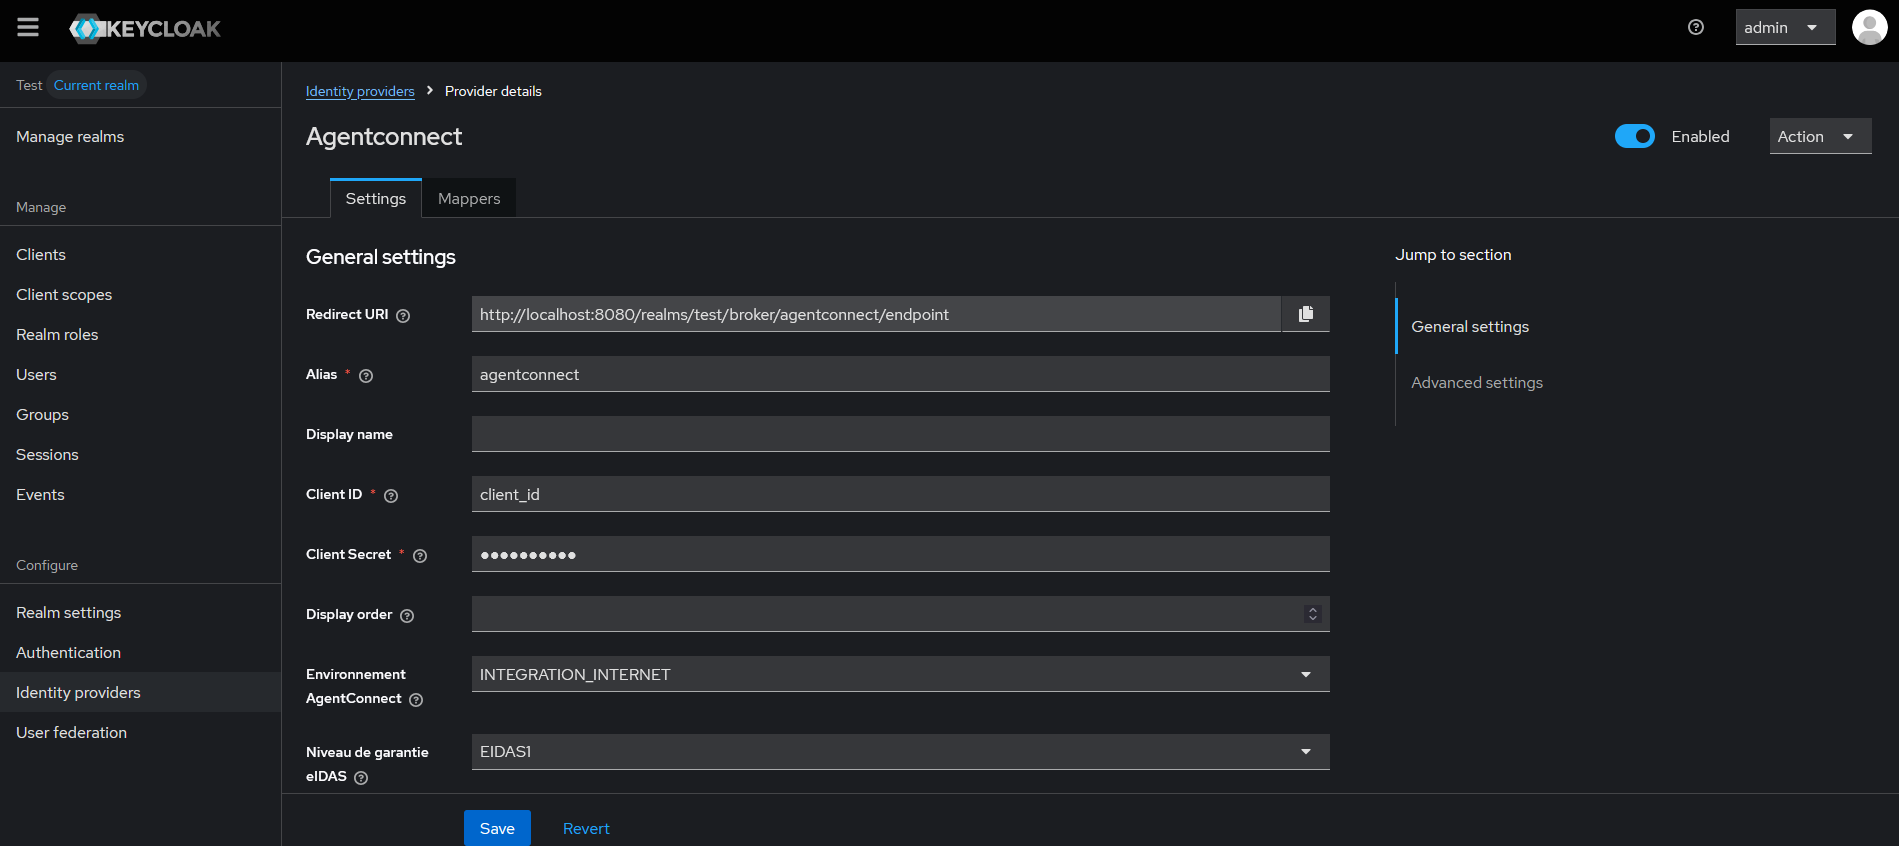 KEYCLOAK
admin
Test Current realm
Manage realms
Manage
Clients
Client scopes
Realm roles
Users
Groups
Sessions
Events
Configure
Realm settings
Authentication
Identity providers
User federation
Identity providers Provider details
Agentconnect
Enabled
Action
Settings
Mappers
General settings
Redirect URI
http://localhost:8080/realms/test/broker/agentconnect/endpoint
Alias *
agentconnect
Display name
Client ID *
client_id
Client Secret *
●●●●●●●●●●
Display order
Environnement
AgentConnect
INTEGRATION_INTERNET
Niveau de garantie
eIDAS
EIDAS1
Save
Revert
Jump to section
General settings
Advanced settings